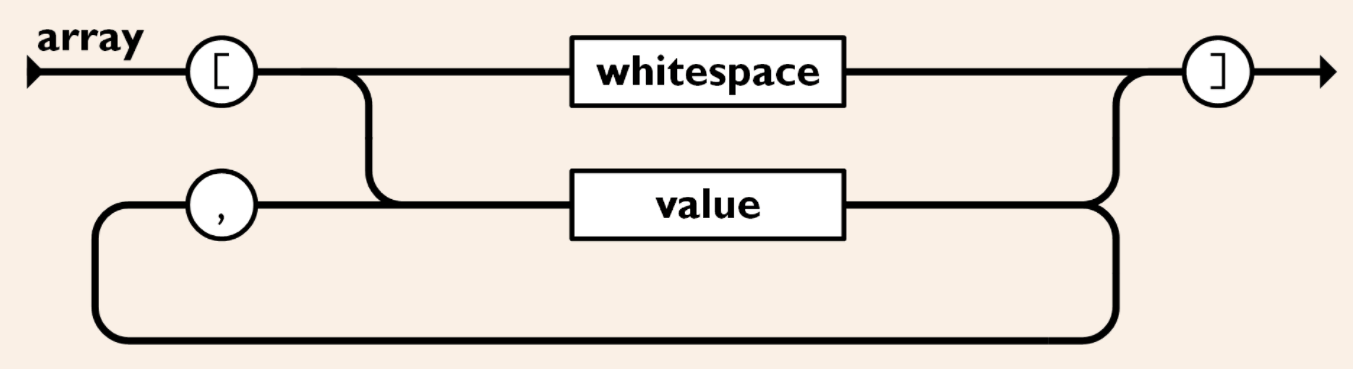 array
[ whitespace ]
, value